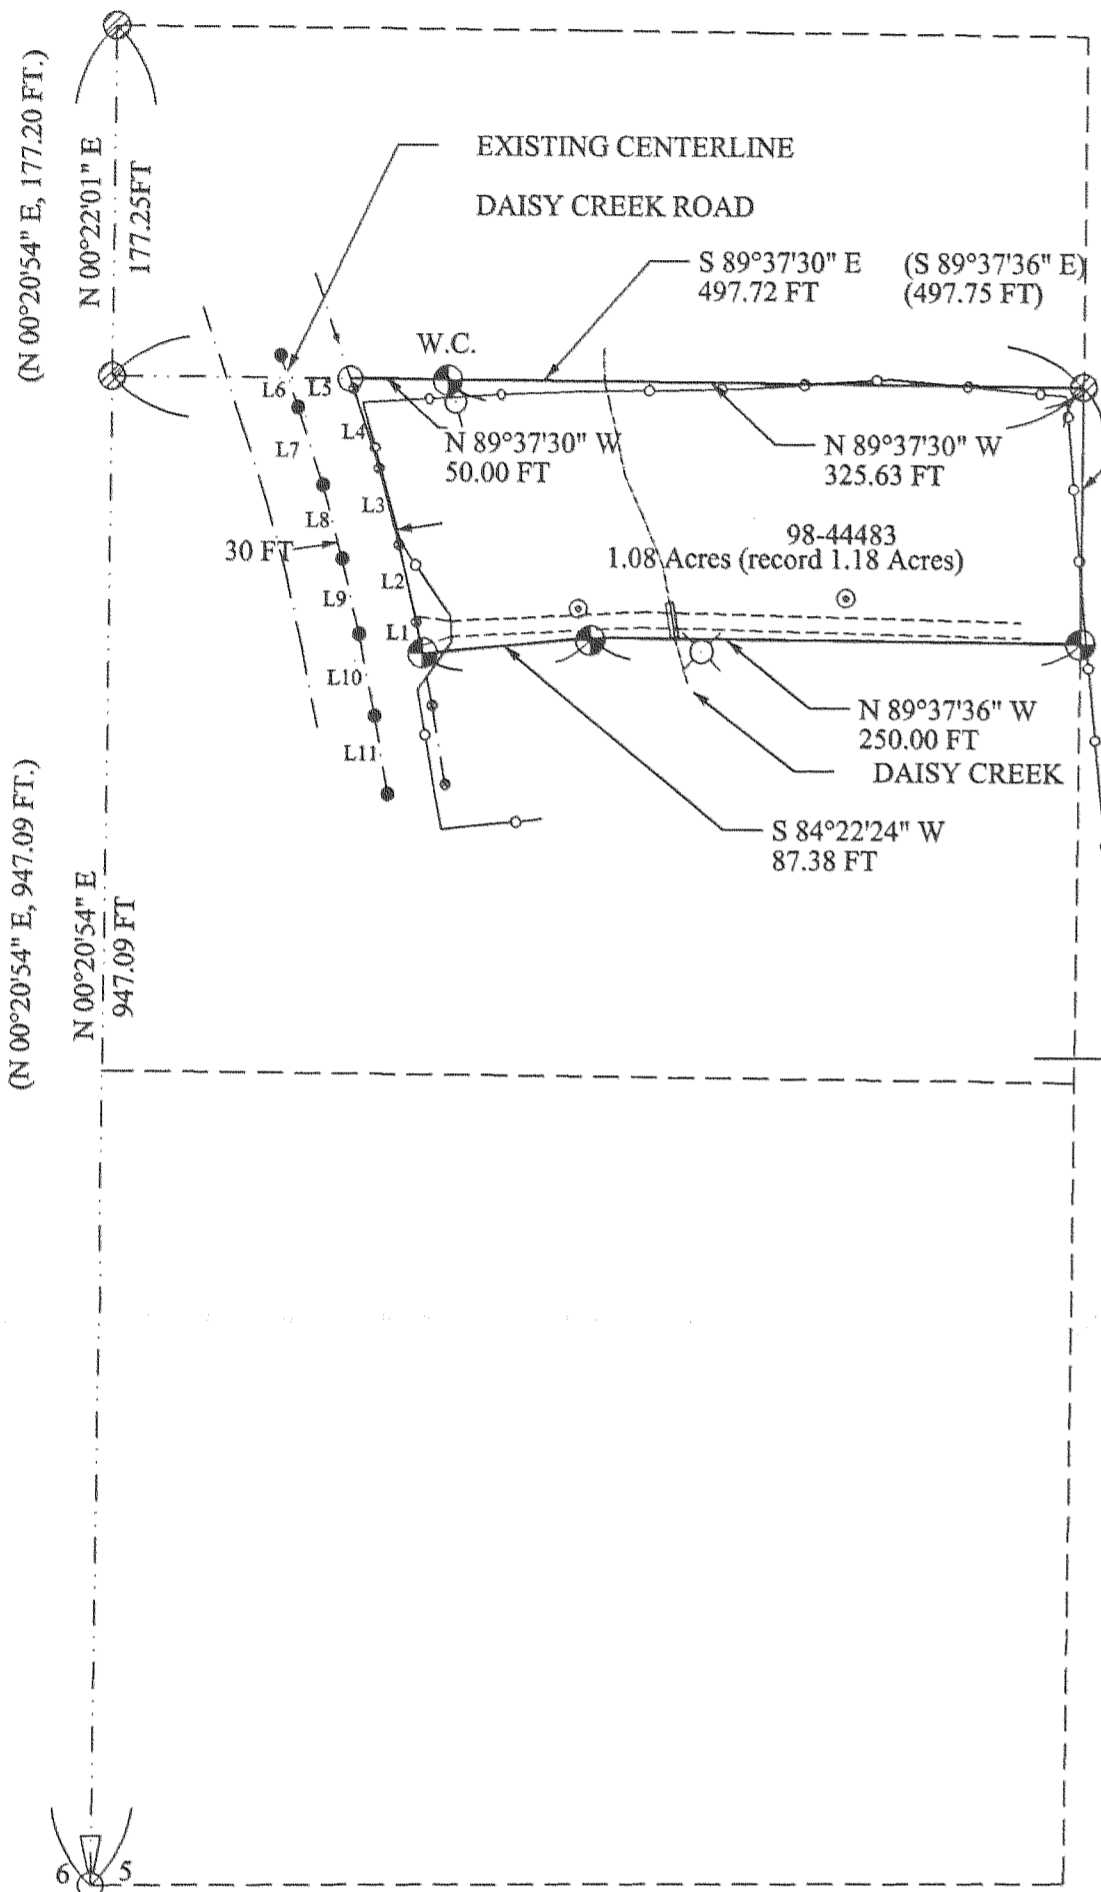 (N 00°20'54" E, 177.20 FT.)
N 00°22'01" E
177.25FT
EXISTING CENTERLINE
DAISY CREEK ROAD
S 89°37'30" E (S 89°37'36" E)
497.72 FT (497.75 FT)
W.C.
L6 L5
L4
L7
N 89°37'30" W
50.00 FT
N 89°37'30" W
325.63 FT
L3
L8
30 FT
98-44483
1.08 Acres (record 1.18 Acres)
L2
L9
L1
L10
L11
N 89°37'36" W
250.00 FT
DAISY CREEK
S 84°22'24" W
87.38 FT
(N 00°20'54" E, 947.09 FT.)
N 00°20'54" E
947.09 FT
6 5